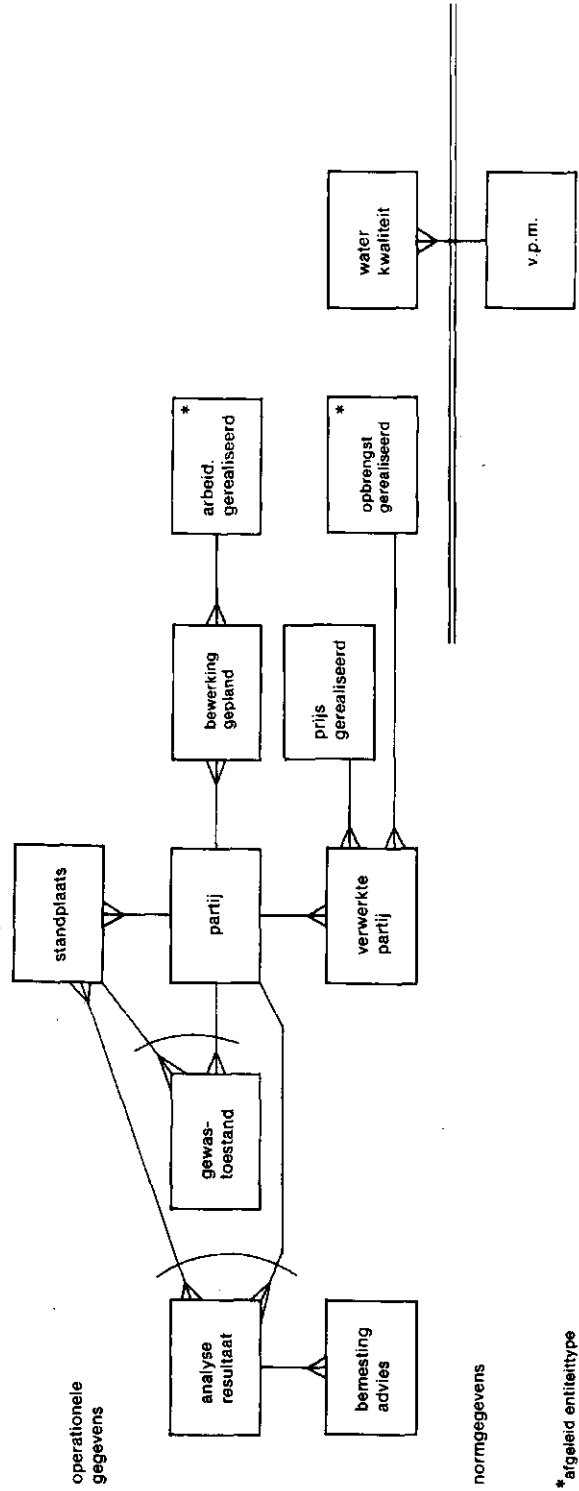 operationele
gegevens
standplaats
analyse
resultaat
gewas-
toestand
partij
bewerking
gepland
arbeid.
gerealiseerd
*
bemesting
advies
verwerkte
partij
prijs
gerealiseerd
opbrengst
gerealiseerd
*
water
kwaliteit
normgegevens
v.p.m.
*afgeleid entiteittype